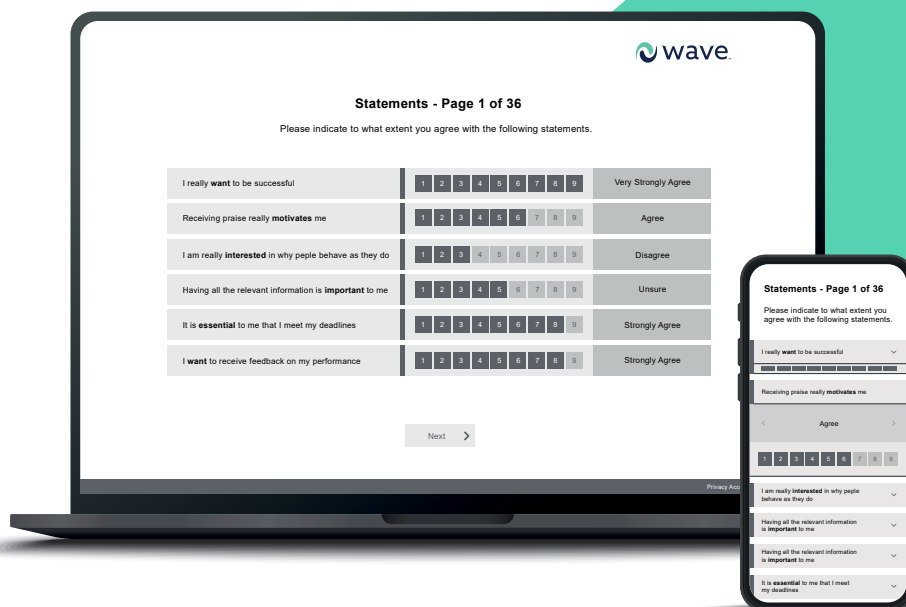 wave
Statements - Page 1 of 36
Please indicate to what extent you agree with the following statements.
I really want to be successful 1 2 3 4 5 6 7 8 9 Very Strongly Agree
Receiving praise really motivates me 1 2 3 4 5 6 7 8 9 Agree
I am really interested in why peple behave as they do 1 2 3 4 5 6 7 8 9 Disagree
Having all the relevant information is important to me 1 2 3 4 5 6 7 8 9 Unsure
It is essential to me that I meet my deadlines 1 2 3 4 5 6 7 8 9 Strongly Agree
I want to receive feedback on my performance 1 2 3 4 5 6 7 8 9 Strongly Agree
Next
Privacy Acc
Statements - Page 1 of 36
Please indicate to what extent you
agree with the following statements.
I really want to be successful
Receiving praise really motivates me
Agree
1 2 3 4 5 6 7 8 9
I am really interested in why peple
behave as they do
Having all the relevant information
is important to me
Having all the relevant information
is important to me
It is essential to me that I meet
my deadlines